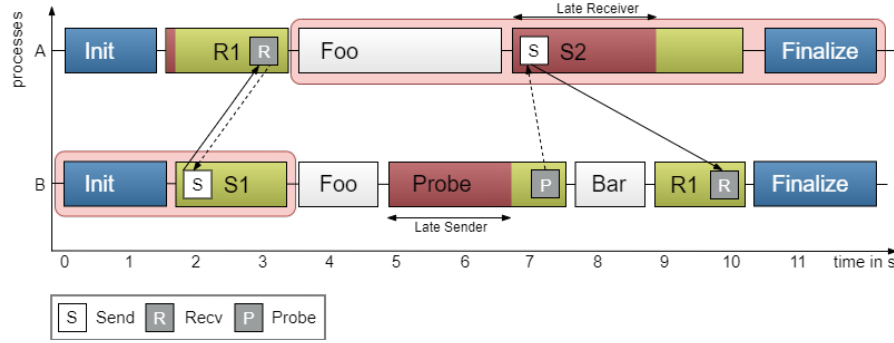 processes
Late Receiver
A Init R1 R Foo S S2 Finalize
B Init S S1 Foo Probe P Bar R1 R Finalize
Late Sender
0 1 2 3 4 5 6 7 8 9 10 11 time in s
S Send R Recv P Probe